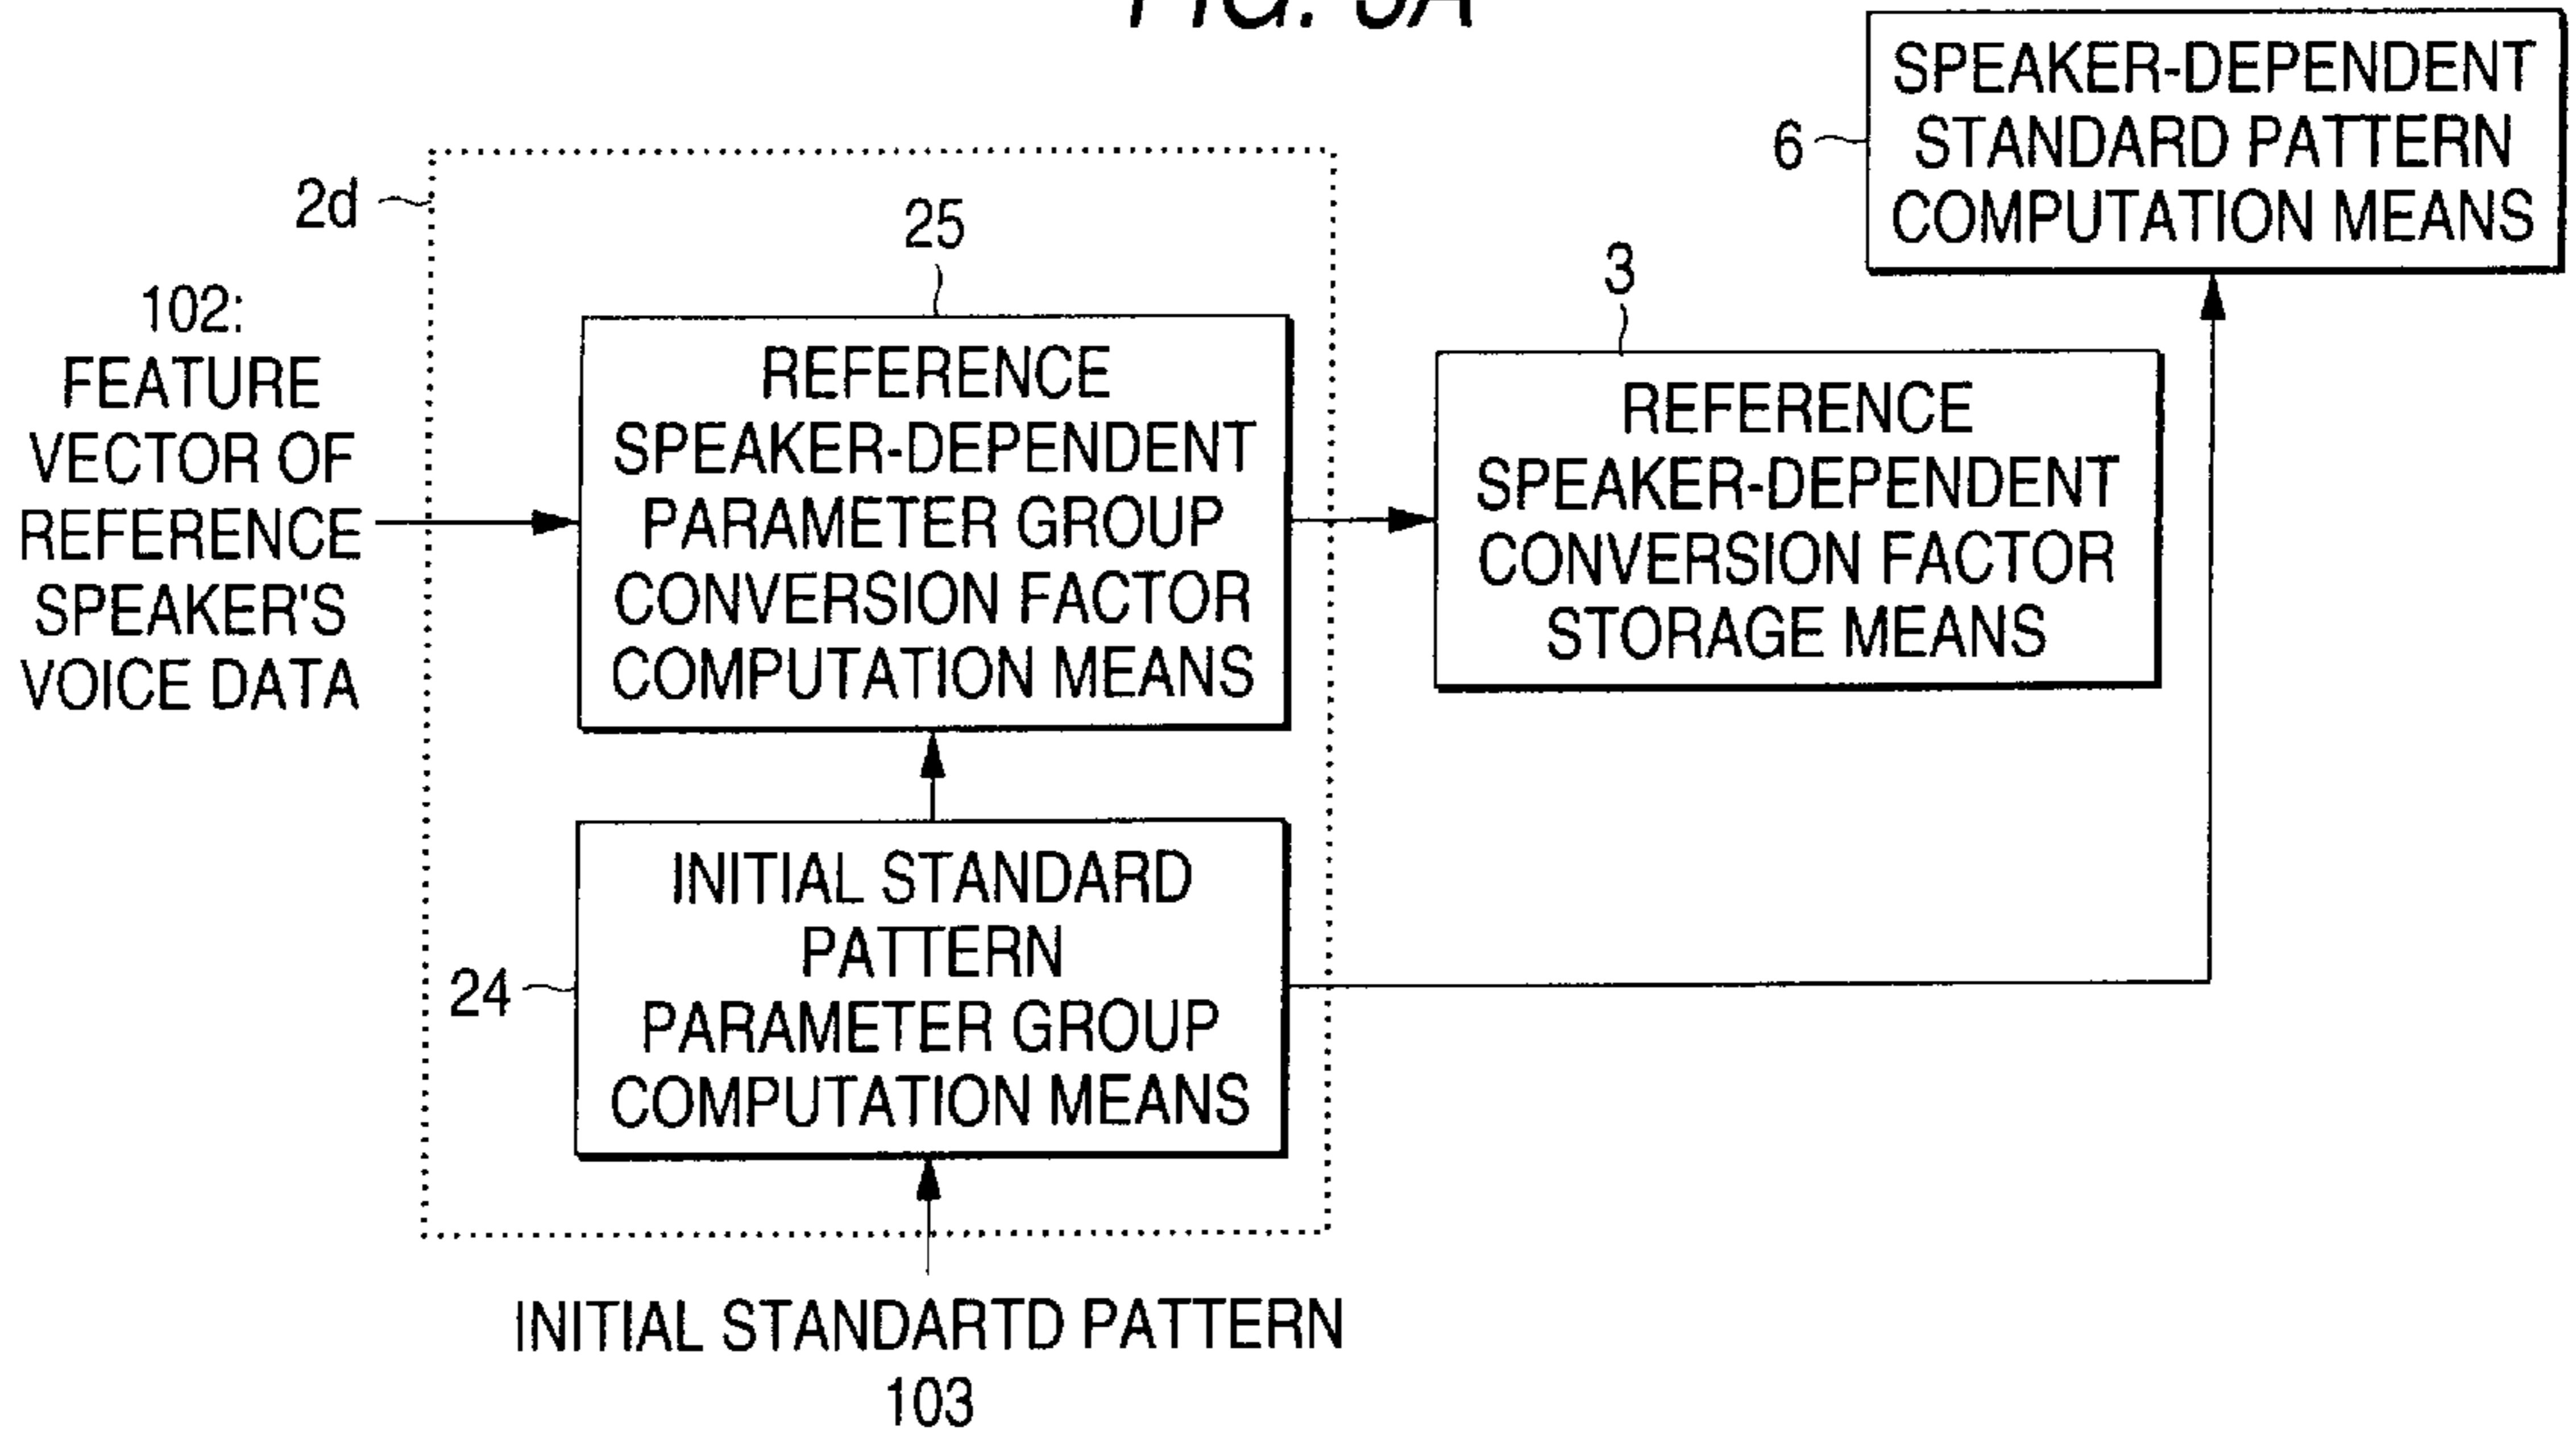 SPEAKER-DEPENDENT
STANDARD PATTERN
COMPUTATION MEANS
6
2d
25
3
102:
FEATURE
VECTOR OF
REFERENCE
SPEAKER'S
VOICE DATA
REFERENCE
SPEAKER-DEPENDENT
PARAMETER GROUP
CONVERSION FACTOR
COMPUTATION MEANS
REFERENCE
SPEAKER-DEPENDENT
CONVERSION FACTOR
STORAGE MEANS
24
INITIAL STANDARD
PATTERN
PARAMETER GROUP
COMPUTATION MEANS
INITIAL STANDARTD PATTERN
103